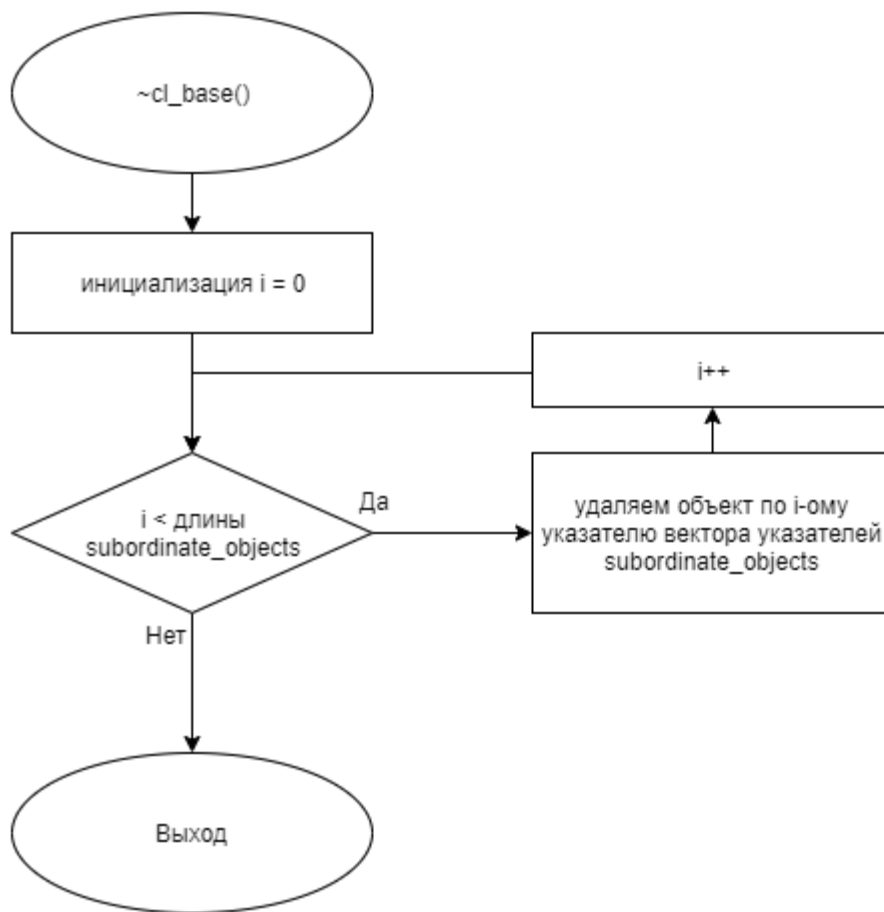 ~cl_base()
инициализация i = 0
i++
i < длины
subordinate_objects
Да
удаляем объект по i-ому
указателю вектора указателей
subordinate_objects
Нет
Выход